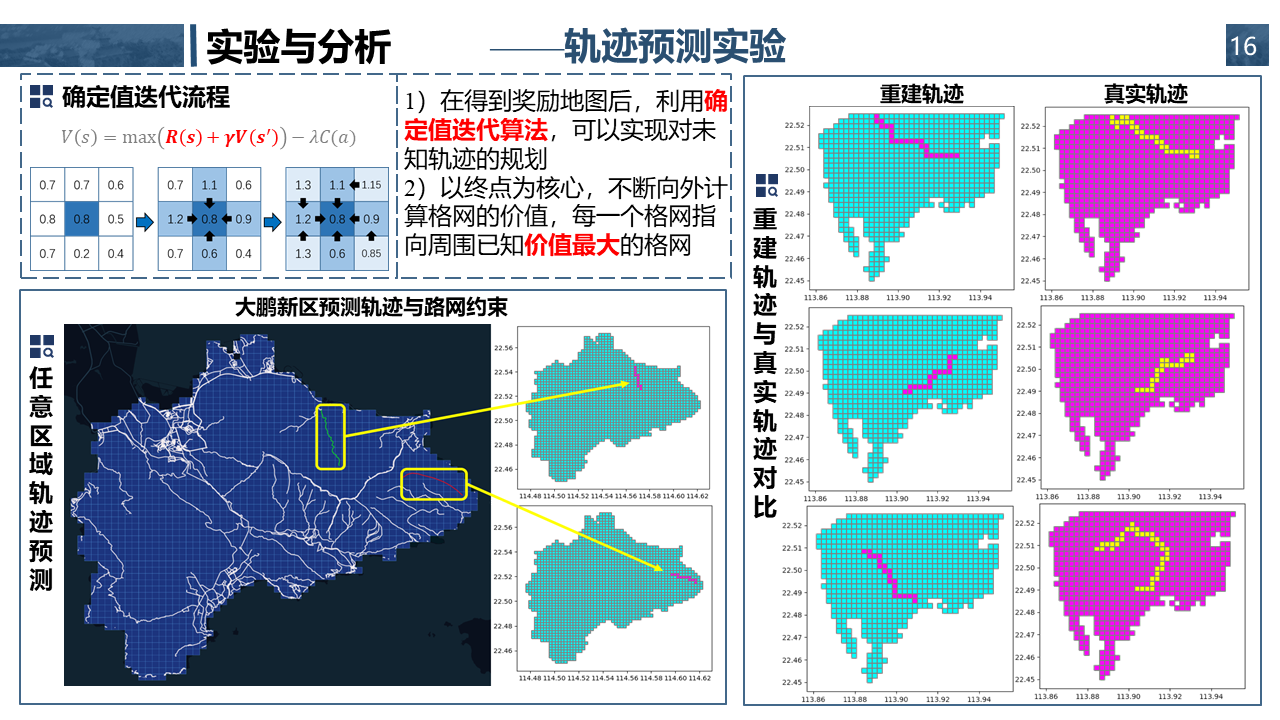 实验与分析
——轨迹预测实验
16
确定值迭代流程
V(s) = max(R(s) + γV(s′)) − λC(a)
0.7 0.7 0.6
0.8 0.8 0.5
0.7 0.2 0.4
0.7 1.1 0.6
1.2 0.8 0.9
0.7 0.6 0.4
1.3 1.1 1.15
1.2 0.8 0.9
1.3 0.6 0.85
1）在得到奖励地图后，利用确
定值迭代算法，可以实现对未
知轨迹的规划
2）以终点为核心，不断向外计
算格网的价值，每一个格网指
向周围已知价值最大的格网
大鹏新区预测轨迹与路网约束
任意区域轨迹预测
22.56
22.54
22.52
22.50
22.48
22.46
114.48 114.50 114.52 114.54 114.56 114.58 114.60 114.62
22.56
22.54
22.52
22.50
22.48
22.46
114.48 114.50 114.52 114.54 114.56 114.58 114.60 114.62
重建轨迹与真实轨迹对比
重建轨迹
真实轨迹
22.52
22.51
22.50
22.49
22.48
22.47
22.46
22.45
113.86 113.88 113.90 113.92 113.94
22.52
22.51
22.50
22.49
22.48
22.47
22.46
22.45
113.86 113.88 113.90 113.92 113.94
22.52
22.51
22.50
22.49
22.48
22.47
22.46
22.45
113.86 113.88 113.90 113.92 113.94
22.52
22.51
22.50
22.49
22.48
22.47
22.46
22.45
113.86 113.88 113.90 113.92 113.94
22.52
22.51
22.50
22.49
22.48
22.47
22.46
22.45
113.86 113.88 113.90 113.92 113.94
22.52
22.51
22.50
22.49
22.48
22.47
22.46
22.45
113.86 113.88 113.90 113.92 113.94